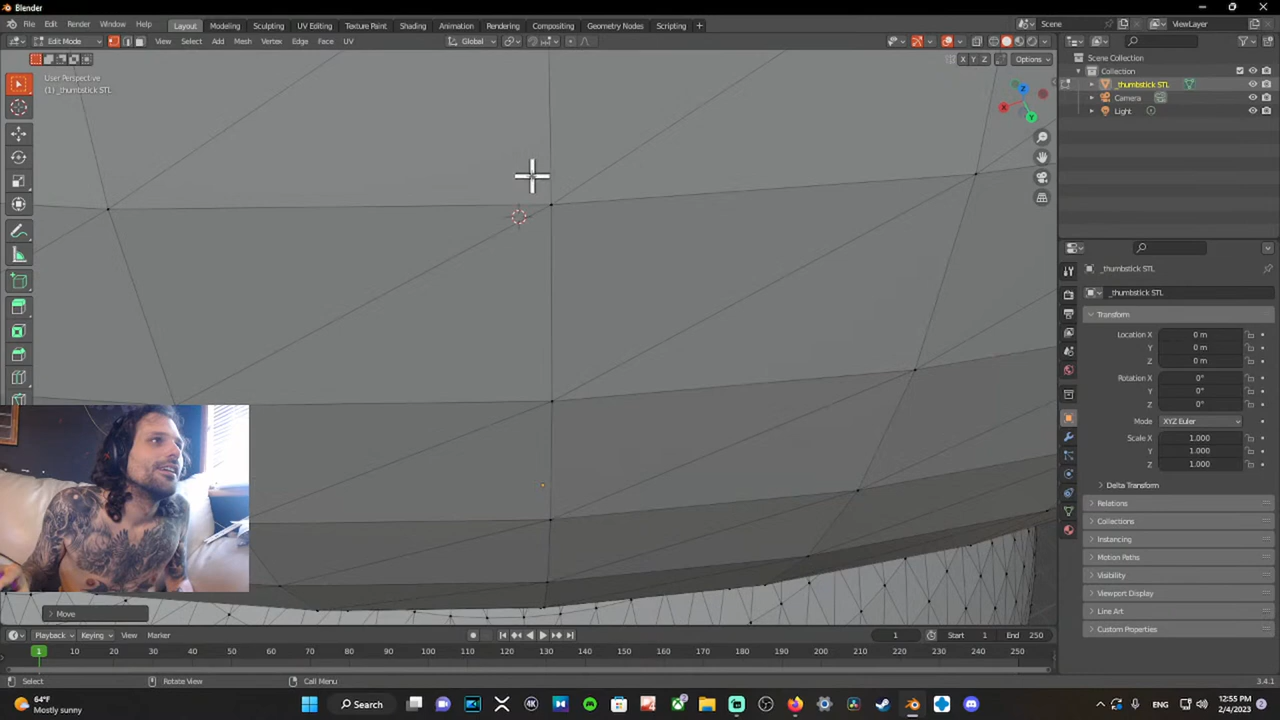 Blender
File Edit Render Window Help Layout Modeling Sculpting UV Editing Texture Paint Shading Animation Rendering Compositing Geometry Nodes Scripting + Scene ViewLayer
Edit Mode View Select Add Mesh Vertex Edge Face UV Global
X Y Z Options
User Perspective
(1) _thumbstick STL
Scene Collection
Collection
_thumbstick STL
Camera
Light
X
Y
Z
_thumbstick STL
_thumbstick STL
Transform
Location X 0 m
Y 0 m
Z 0 m
Rotation X 0°
Y 0°
Z 0°
Mode XYZ Euler
Scale X 1.000
Y 1.000
Z 1.000
Delta Transform
Relations
Collections
Instancing
Motion Paths
Visibility
Viewport Display
Line Art
Custom Properties
Move
Playback Keying View Marker 1 Start 1 End 250
1 10 20 30 40 50 60 70 80 90 100 110 120 130 140 150 160 170 180 190 200 210 220 230 240 250
Select Rotate View Call Menu 3.4.1
64°F
Mostly sunny
Search
ENG
12:55 PM
2/4/2023